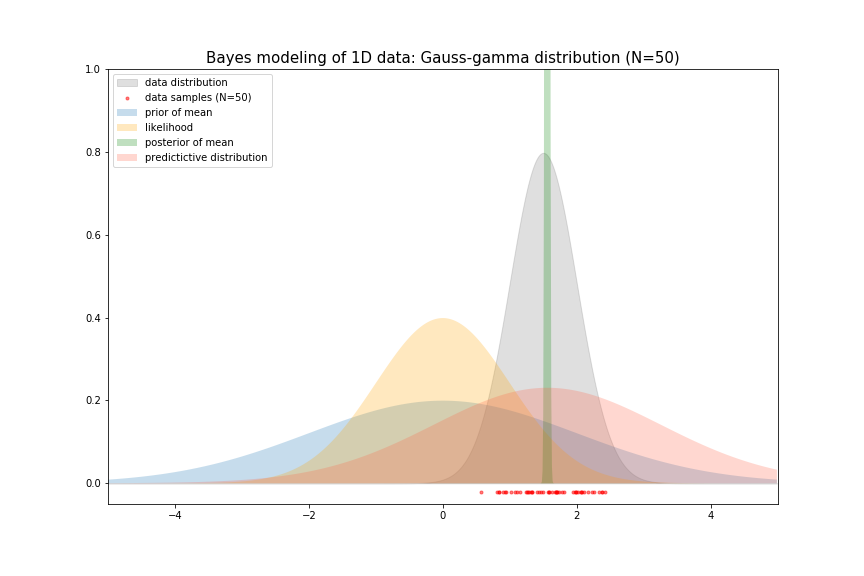 Bayes modeling of 1D data: Gauss-gamma distribution (N=50)
data distribution
data samples (N=50)
prior of mean
likelihood
posterior of mean
predictictive distribution
1.0
0.8
0.6
0.4
0.2
0.0
−4
−2
0
2
4